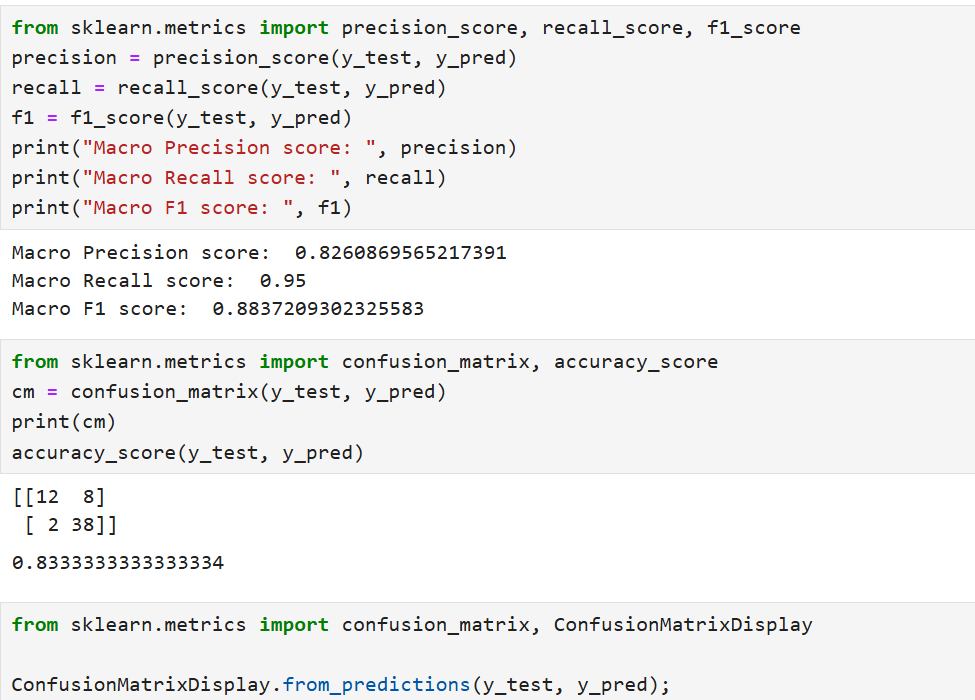 from sklearn.metrics import precision_score, recall_score, f1_score
precision = precision_score(y_test, y_pred)
recall = recall_score(y_test, y_pred)
f1 = f1_score(y_test, y_pred)
print("Macro Precision score: ", precision)
print("Macro Recall score: ", recall)
print("Macro F1 score: ", f1)
Macro Precision score:  0.8260869565217391
Macro Recall score:  0.95
Macro F1 score:  0.8837209302325583
from sklearn.metrics import confusion_matrix, accuracy_score
cm = confusion_matrix(y_test, y_pred)
print(cm)
accuracy_score(y_test, y_pred)
[[12  8]
 [ 2 38]]
0.8333333333333334
from sklearn.metrics import confusion_matrix, ConfusionMatrixDisplay
ConfusionMatrixDisplay.from_predictions(y_test, y_pred);